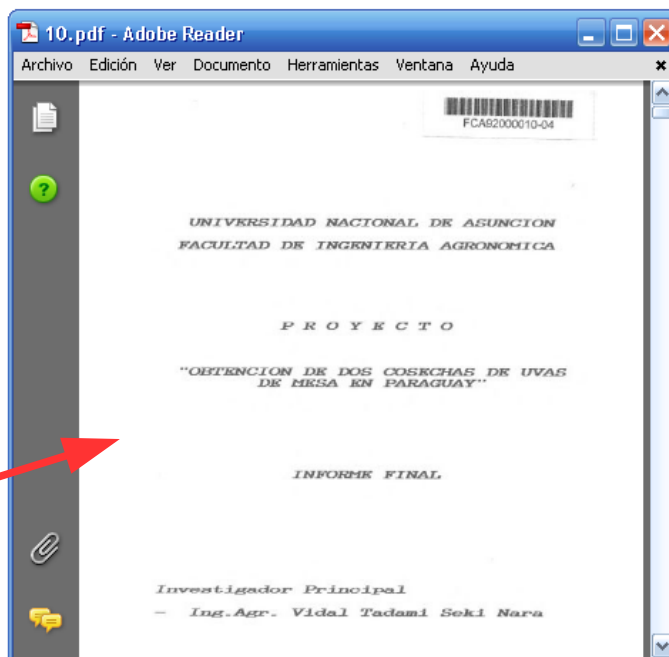 10.pdf - Adobe Reader
Archivo Edición Ver Documento Herramientas Ventana Ayuda
FCA92000010-04
UNIVERSIDAD NACIONAL DE ASUNCION
FACULTAD DE INGENIERIA AGRONOMICA
P R O Y E C T O
"OBTENCION DE DOS COSECHAS DE UVAS
DE MESA EN PARAGUAY"
INFORME FINAL
Investigador Principal
- Ing.Agr. Vidal Tadami Seki Nara